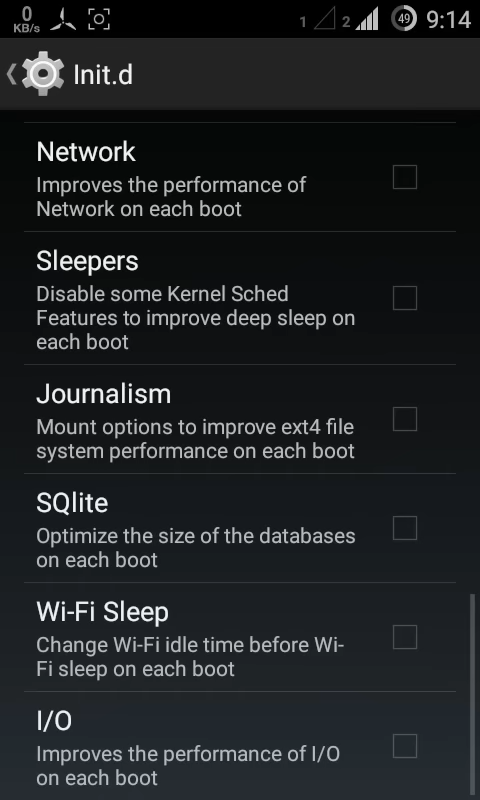 0
KB/s
1
2
49
9:14
Init.d
Network
Improves the performance of
Network on each boot
Sleepers
Disable some Kernel Sched
Features to improve deep sleep on
each boot
Journalism
Mount options to improve ext4 file
system performance on each boot
SQlite
Optimize the size of the databases
on each boot
Wi-Fi Sleep
Change Wi-Fi idle time before Wi-
Fi sleep on each boot
I/O
Improves the performance of I/O
on each boot